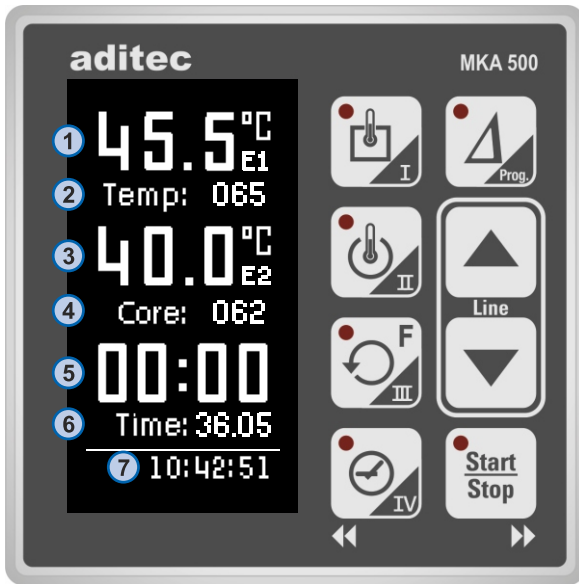 aditec
MKA 500
1 45.5°C E1
2 Temp: 065
3 40.0°C E2
4 Core: 062
5 00:00
6 Time: 36.05
7 10:42:51
I
Prog.
II
Line
F
III
IV
Start
Stop